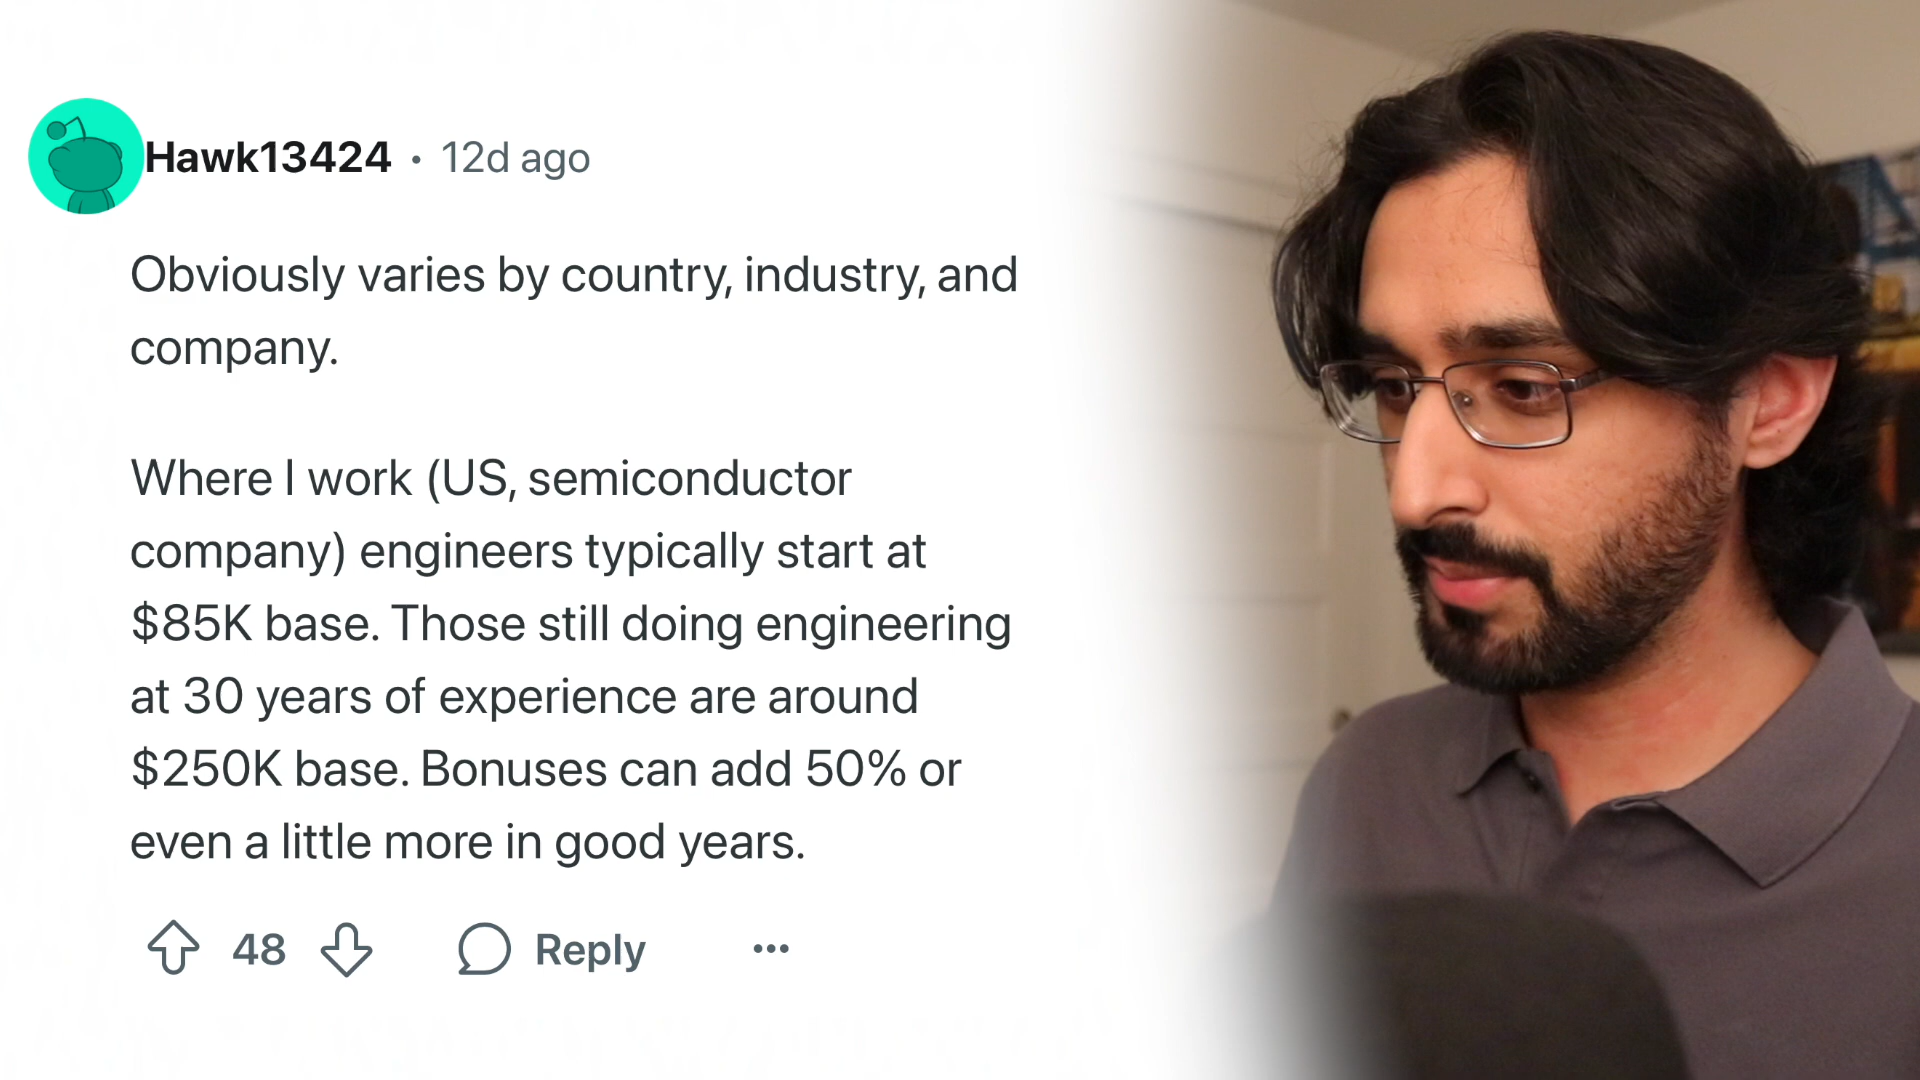 Hawk13424 • 12d ago
Obviously varies by country, industry, and
company.
Where I work (US, semiconductor
company) engineers typically start at
$85K base. Those still doing engineering
at 30 years of experience are around
$250K base. Bonuses can add 50% or
even a little more in good years.
48 Reply ...